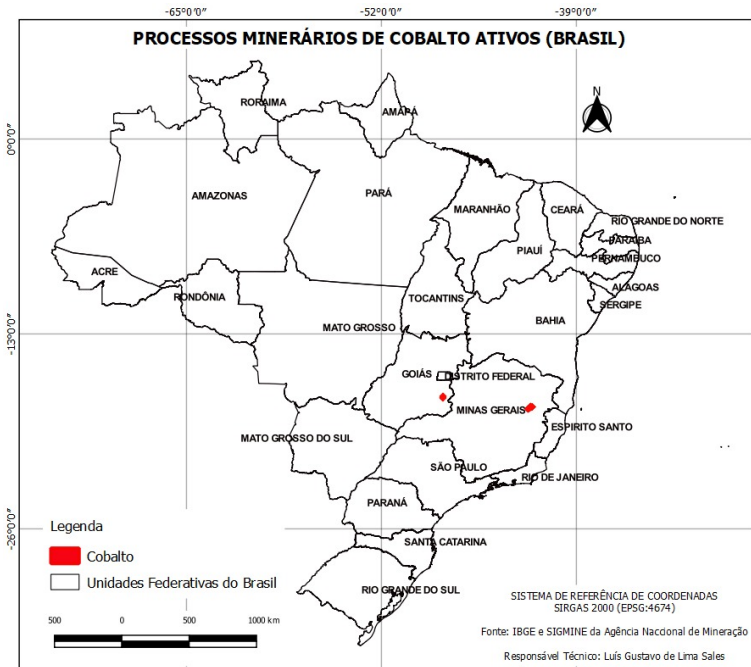 -65°0'0"
-52°0'0"
-39°0'0"
PROCESSOS MINERÁRIOS DE COBALTO ATIVOS (BRASIL)
N
RORAIMA
AMAPÁ
0°0'0"
AMAZONAS
PARÁ
MARANHÃO
CEARÁ
RIO GRANDE DO NORTE
PARAÍBA
PIAUÍ
PERNAMBUCO
ACRE
ALAGOAS
RONDÔNIA
TOCANTINS
SERGIPE
BAHIA
MATO GROSSO
-13°0'0"
GOIÁS
DISTRITO FEDERAL
MINAS GERAIS
ESPIRITO SANTO
MATO GROSSO DO SUL
SÃO PAULO
RIO DE JANEIRO
PARANÁ
-26°0'0"
SANTA CATARINA
RIO GRANDE DO SUL
Legenda
Cobalto
Unidades Federativas do Brasil
500 0 500 1000 km
SISTEMA DE REFERÊNCIA DE COORDENADAS
SIRGAS 2000 (EPSG:4674)
Fonte: IBGE e SIGMINE da Agência Naccional de Mineração
Responsável Técnico: Luís Gustavo de Lima Sales